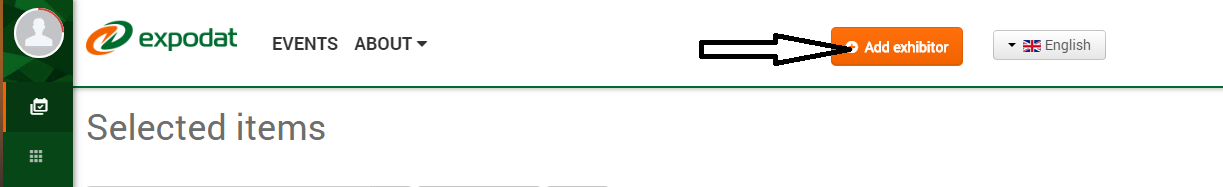 expodat
EVENTS ABOUT
Add exhibitor
English
Selected items